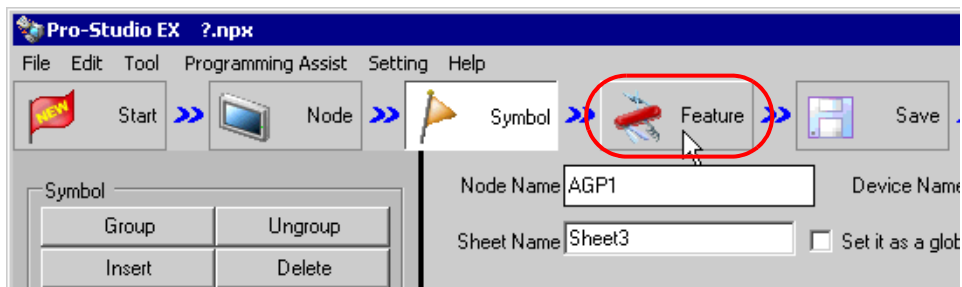 Pro-Studio EX ?.npx
File Edit Tool Programming Assist Setting Help
NEW Start >> Node >> Symbol >> Feature >> Save
Symbol
Group Ungroup
Insert Delete
Node Name AGP1 Device Name
Sheet Name Sheet3 Set it as a glob